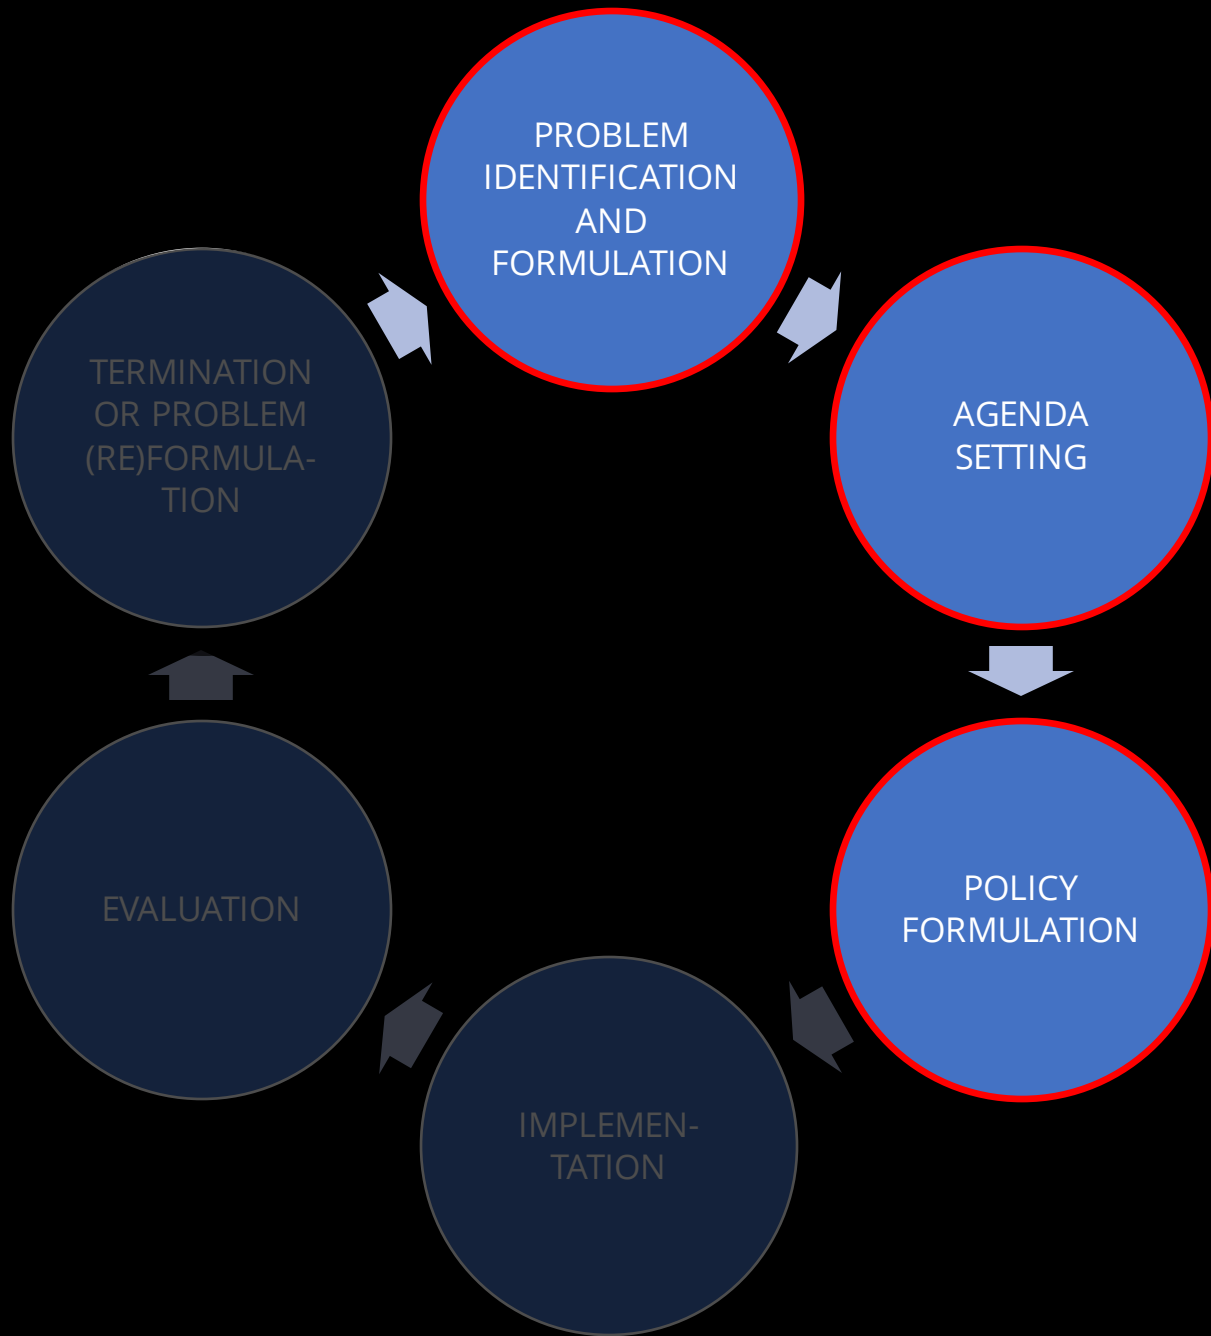 PROBLEM
IDENTIFICATION
AND
FORMULATION
AGENDA
SETTING
POLICY
FORMULATION
IMPLEMEN-
TATION
EVALUATION
TERMINATION
OR PROBLEM
(RE)FORMULA-
TION